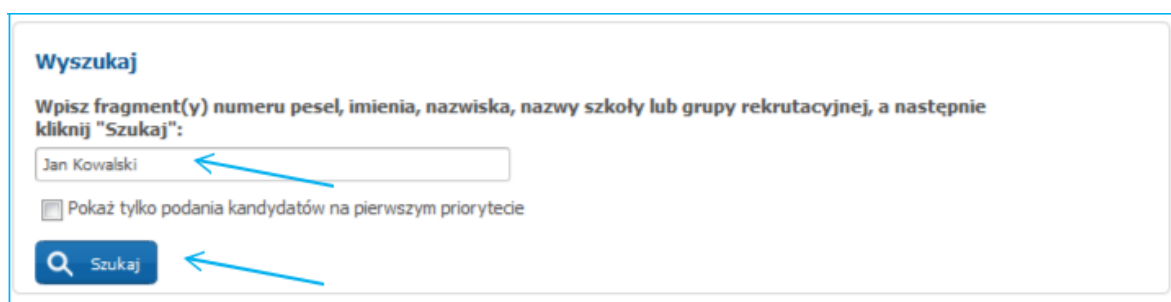 Wyszukaj
Wpisz fragment(y) numeru pesel, imienia, nazwiska, nazwy szkoły lub grupy rekrutacyjnej, a następnie
kliknij "Szukaj":
Jan Kowalski
Pokaż tylko podania kandydatów na pierwszym priorytecie
Szukaj